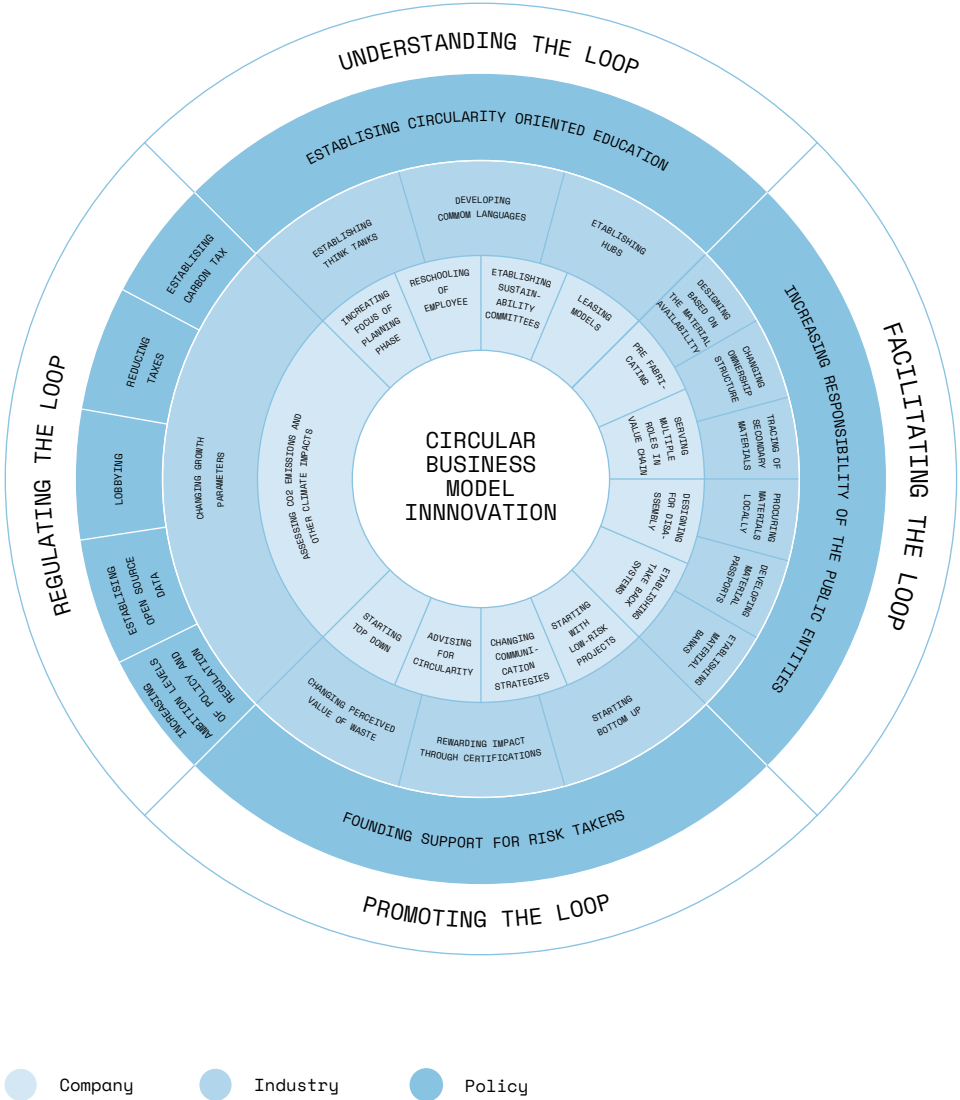 UNDERSTANDING THE LOOP
ESTABLISING CIRCULARITY ORIENTED EDUCATION
ESTABLISHING
THINK TANKS
DEVELOPING
COMMOM LANGUAGES
ETABLISHING
HUBS
INCREATING
FOCUS OF
PLANNING
PHASE
RESCHOOLING
OF
EMPLOYEE
ETABLISHING
SUSTAIN-
ABILITY
COMMITTEES
LEASING
MODELS
FACILITATING THE LOOP
INCREASING RESPONSIBILITY OF THE PUBLIC ENTITIES
DESIGNING
BASED ON
THE MATERIAL
AVAILABILITY
CHANGING
OWNERSHIP
STRUCTURE
TRACING OF
SECONDARY
MATERIALS
PROCURING
MATERIALS
LOCALLY
DEVELOPING
MATERIAL
PASSPORTS
ETABLISHING
MATERIAL
BANKS
PRE FABRI-
CATING
SERVING
MULTIPLE
ROLES IN
VALUE CHAIN
DESIGNING
FOR DISA-
SSEMBLY
ETABLISHING
TAKE BACK
SYSTEMS
CIRCULAR
BUSINESS
MODEL
INNNOVATION
STARTING
TOP DOWN
ADVISING
FOR
CIRCULARITY
CHANGING
COMMUNI-
CATION
STRATEGIES
STARTING
WITH
LOW-RISK
PROJECTS
CHANGING PERCEIVED
VALUE OF WASTE
REWARDING IMPACT
THROUGH CERTIFICATIONS
STARTING
BOTTOM UP
FOUNDING SUPPORT FOR RISK TAKERS
PROMOTING THE LOOP
REGULATING THE LOOP
ESTABLISING
CARBON TAX
REDUCING
TAXES
LOBBYING
ESTABLISING
OPEN SOURCE
DATA
INCREASING
AMBITION LEVELS
OF POLICY AND
REGULATION
CHANGING GROWTH
PARAMETERS
ASSESSING CO2 EMISSIONS AND
OTHER CLIMATE IMPACTS
Company
Industry
Policy